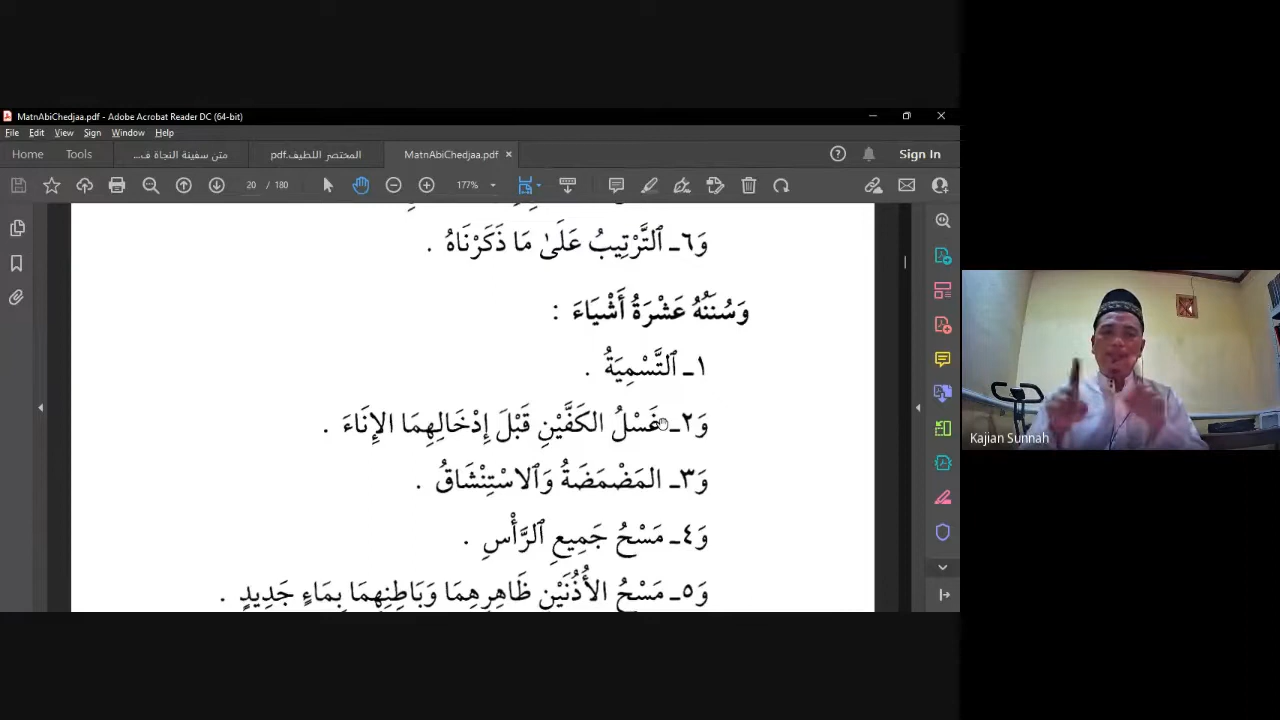 MatnAbiChedjaa.pdf - Adobe Acrobat Reader DC (64-bit)
File Edit View Sign Window Help
Home Tools متن سفينة النجاة ف... المختصر اللطيف.pdf MatnAbiChedjaa.pdf Sign In
20 / 180 177%
وَ٦ـ ٱلتَّرْتِيبُ عَلَىٰ مَا ذَكَرْنَاهُ .
وَسُنَنُهُ عَشْرَةُ أَشْيَاءَ :
١ـ ٱلتَّسْمِيَةُ .
وَ٢ـ غَسْلُ الكَفَّيْنِ قَبْلَ إِدْخَالِهِمَا الإِنَاءَ .
وَ٣ـ المَضْمَضَةُ وَٱلاسْتِنْشَاقُ .
وَ٤ـ مَسْحُ جَمِيعِ ٱلرَّأْسِ .
وَ٥ـ مَسْحُ الأُذُنَيْنِ ظَاهِرِهِمَا وَبَاطِنِهِمَا بِمَاءٍ جَدِيدٍ .
Kajian Sunnah